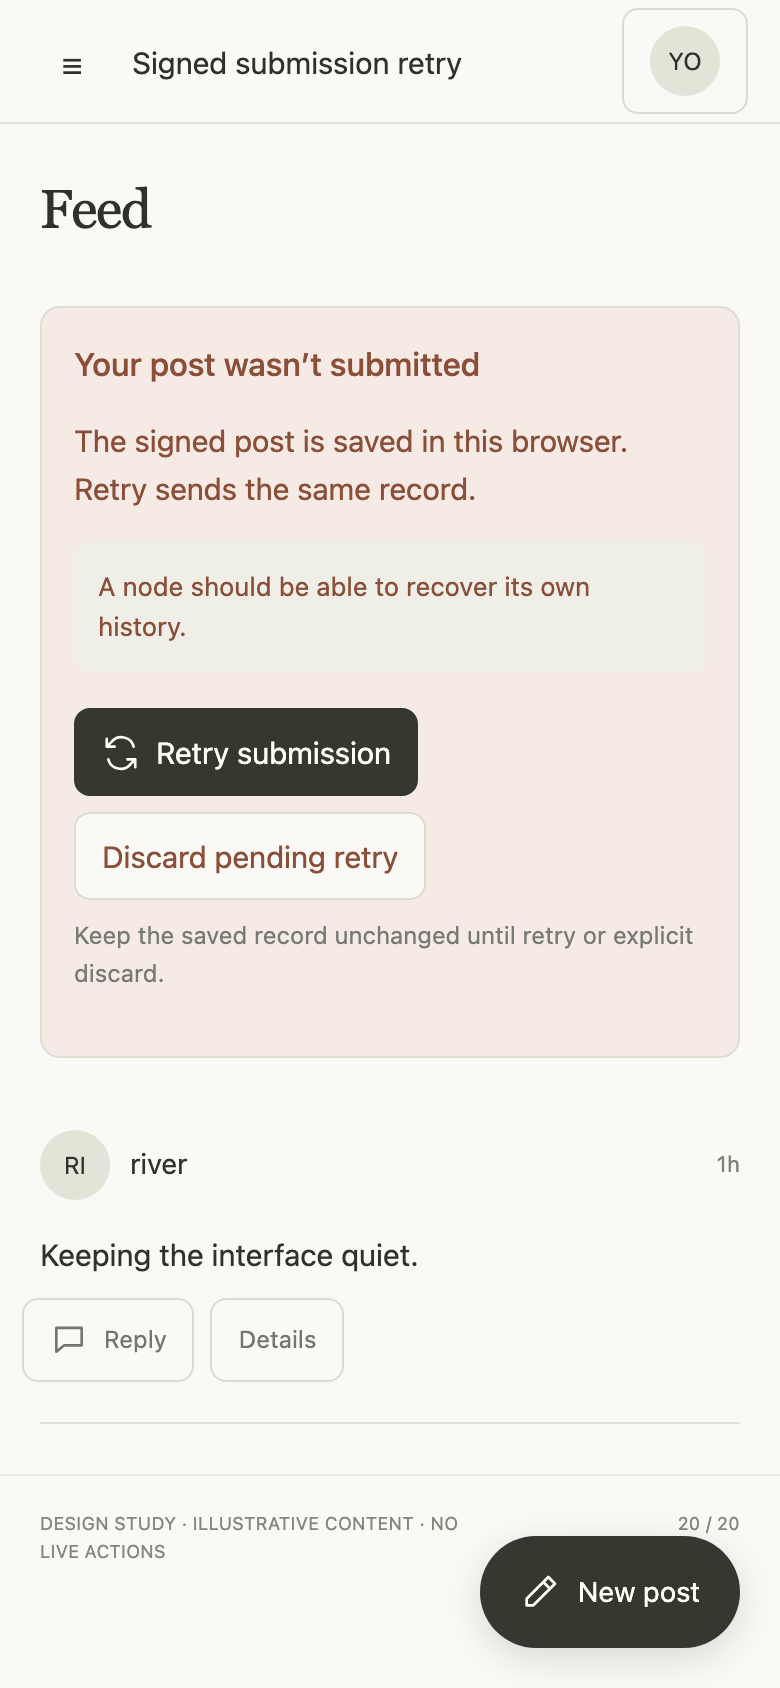 ≡ Signed submission retry YO
Feed
Your post wasn’t submitted
The signed post is saved in this browser.
Retry sends the same record.
A node should be able to recover its own
history.
Retry submission
Discard pending retry
Keep the saved record unchanged until retry or explicit
discard.
RI river 1h
Keeping the interface quiet.
Reply Details
DESIGN STUDY · ILLUSTRATIVE CONTENT · NO 20 / 20
LIVE ACTIONS
New post